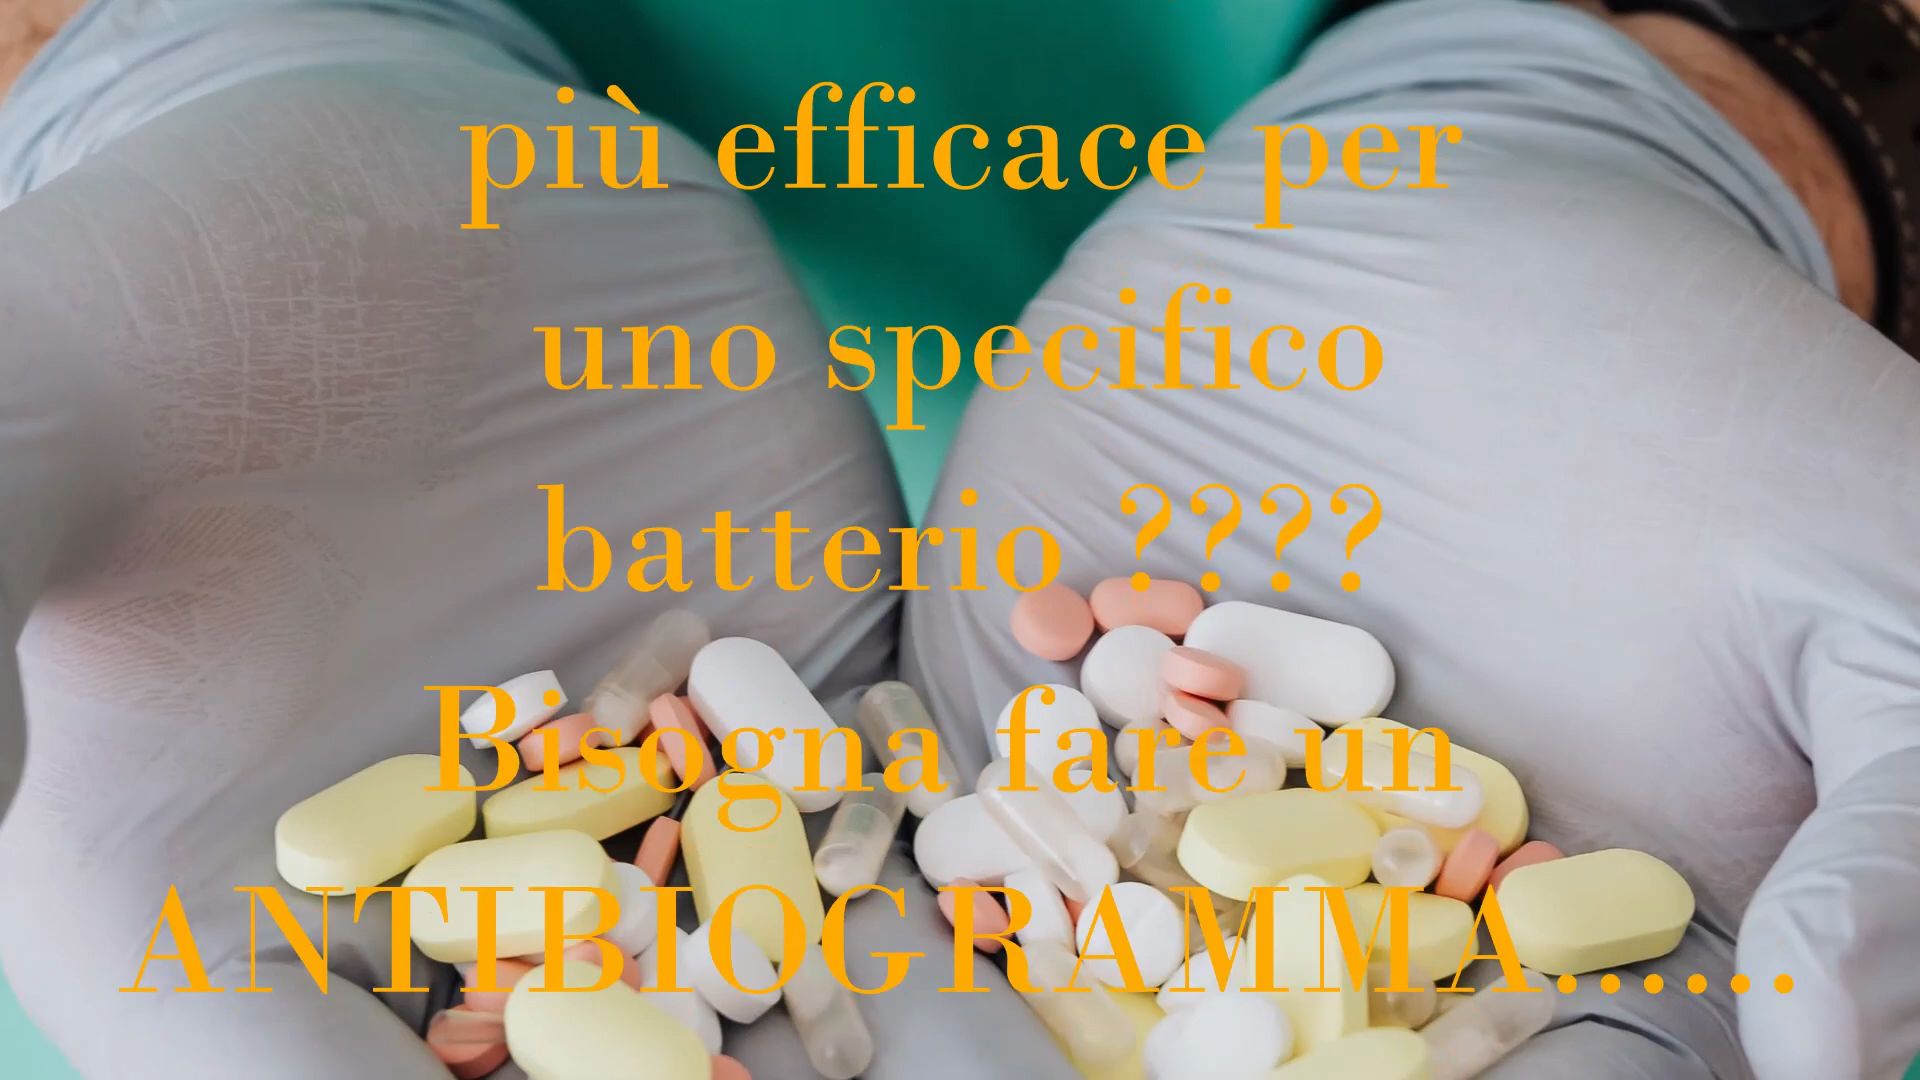 più efficace per
uno specifico
batterio ????
Bisogna fare un
ANTIBIOGRAMMA......